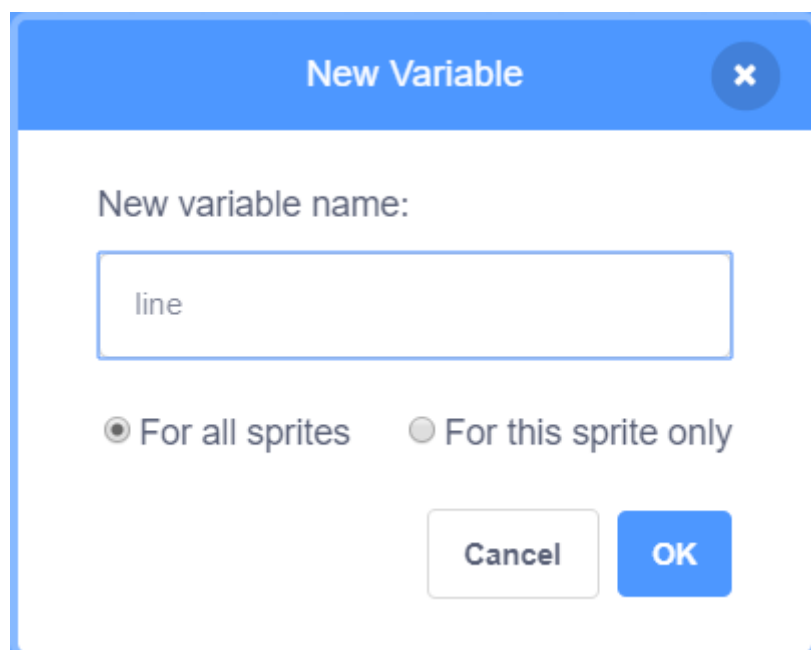 New Variable
New variable name:
line
For all sprites For this sprite only
Cancel OK